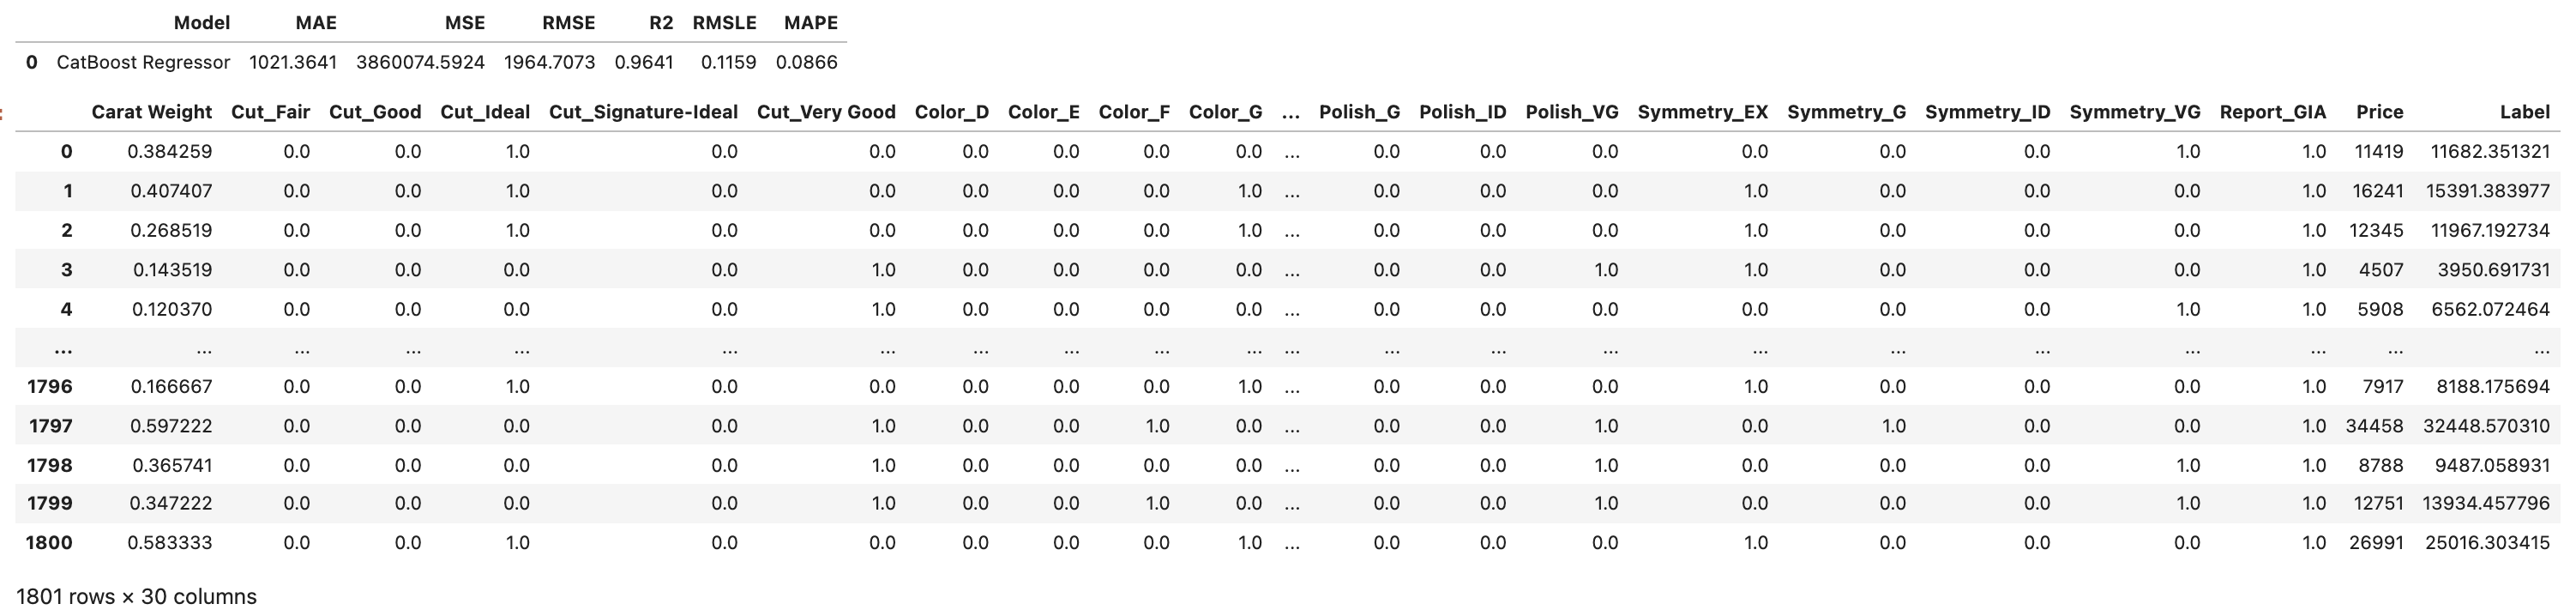 Model MAE MSE RMSE R2 RMSLE MAPE
0 CatBoost Regressor 1021.3641 3860074.5924 1964.7073 0.9641 0.1159 0.0866
Carat Weight Cut_Fair Cut_Good Cut_Ideal Cut_Signature-Ideal Cut_Very Good Color_D Color_E Color_F Color_G ... Polish_G Polish_ID Polish_VG Symmetry_EX Symmetry_G Symmetry_ID Symmetry_VG Report_GIA Price Label
0 0.384259 0.0 0.0 1.0 0.0 0.0 0.0 0.0 0.0 0.0 ... 0.0 0.0 0.0 0.0 0.0 0.0 1.0 1.0 11419 11682.351321
1 0.407407 0.0 0.0 1.0 0.0 0.0 0.0 0.0 0.0 1.0 ... 0.0 0.0 0.0 1.0 0.0 0.0 0.0 1.0 16241 15391.383977
2 0.268519 0.0 0.0 1.0 0.0 0.0 0.0 0.0 0.0 1.0 ... 0.0 0.0 0.0 1.0 0.0 0.0 0.0 1.0 12345 11967.192734
3 0.143519 0.0 0.0 0.0 0.0 1.0 0.0 0.0 0.0 0.0 ... 0.0 0.0 1.0 1.0 0.0 0.0 0.0 1.0 4507 3950.691731
4 0.120370 0.0 0.0 0.0 0.0 1.0 0.0 0.0 0.0 0.0 ... 0.0 0.0 0.0 0.0 0.0 0.0 1.0 1.0 5908 6562.072464
... ... ... ... ... ... ... ... ... ... ... ... ... ... ... ... ... ... ... ... ... ...
1796 0.166667 0.0 0.0 1.0 0.0 0.0 0.0 0.0 0.0 1.0 ... 0.0 0.0 0.0 1.0 0.0 0.0 0.0 1.0 7917 8188.175694
1797 0.597222 0.0 0.0 0.0 0.0 1.0 0.0 0.0 1.0 0.0 ... 0.0 0.0 1.0 0.0 1.0 0.0 0.0 1.0 34458 32448.570310
1798 0.365741 0.0 0.0 0.0 0.0 1.0 0.0 0.0 0.0 0.0 ... 0.0 0.0 1.0 0.0 0.0 0.0 1.0 1.0 8788 9487.058931
1799 0.347222 0.0 0.0 0.0 0.0 1.0 0.0 0.0 1.0 0.0 ... 0.0 0.0 1.0 0.0 0.0 0.0 1.0 1.0 12751 13934.457796
1800 0.583333 0.0 0.0 1.0 0.0 0.0 0.0 0.0 0.0 1.0 ... 0.0 0.0 0.0 1.0 0.0 0.0 0.0 1.0 26991 25016.303415
1801 rows × 30 columns